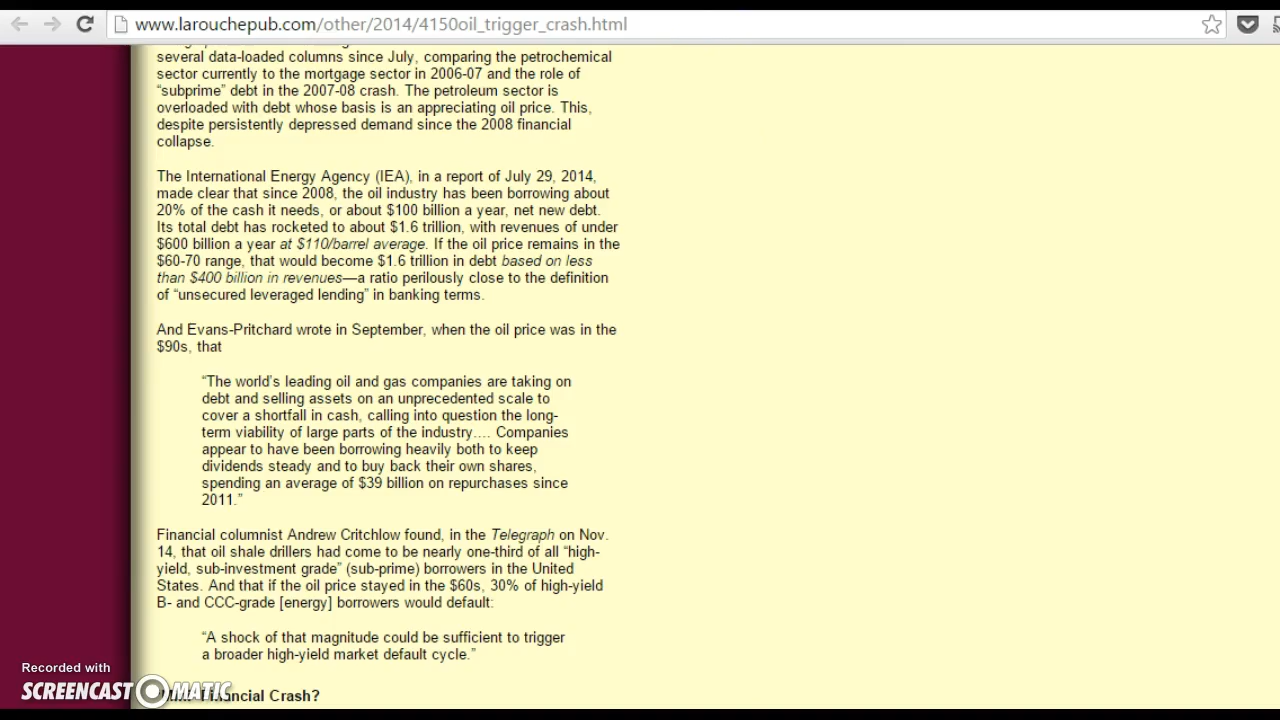 www.larouchepub.com/other/2014/4150oil_trigger_crash.html
several data-loaded columns since July, comparing the petrochemical
sector currently to the mortgage sector in 2006-07 and the role of
“subprime” debt in the 2007-08 crash. The petroleum sector is
overloaded with debt whose basis is an appreciating oil price. This,
despite persistently depressed demand since the 2008 financial
collapse.
The International Energy Agency (IEA), in a report of July 29, 2014,
made clear that since 2008, the oil industry has been borrowing about
20% of the cash it needs, or about $100 billion a year, net new debt.
Its total debt has rocketed to about $1.6 trillion, with revenues of under
$600 billion a year at $110/barrel average. If the oil price remains in the
$60-70 range, that would become $1.6 trillion in debt based on less
than $400 billion in revenues—a ratio perilously close to the definition
of “unsecured leveraged lending” in banking terms.
And Evans-Pritchard wrote in September, when the oil price was in the
$90s, that
“The world’s leading oil and gas companies are taking on
debt and selling assets on an unprecedented scale to
cover a shortfall in cash, calling into question the long-
term viability of large parts of the industry.... Companies
appear to have been borrowing heavily both to keep
dividends steady and to buy back their own shares,
spending an average of $39 billion on repurchases since
2011.”
Financial columnist Andrew Critchlow found, in the Telegraph on Nov.
14, that oil shale drillers had come to be nearly one-third of all “high-
yield, sub-investment grade” (sub-prime) borrowers in the United
States. And that if the oil price stayed in the $60s, 30% of high-yield
B- and CCC-grade [energy] borrowers would default:
“A shock of that magnitude could be sufficient to trigger
a broader high-yield market default cycle.”
Financial Crash?
Recorded with
SCREENCAST-O-MATIC